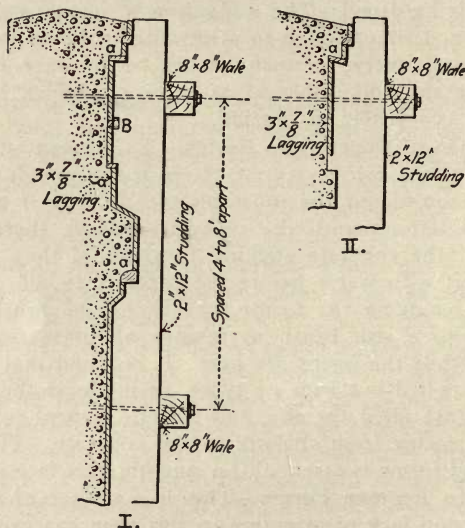 a
8"×8" Wale
B
3"×7/8"
Lagging
a
2"×12" Studding
Spaced 4' to 8' apart
8"×8" Wale
I.
a
8"×8" Wale
3"×7/8"
Lagging
2"×12"
Studding
II.